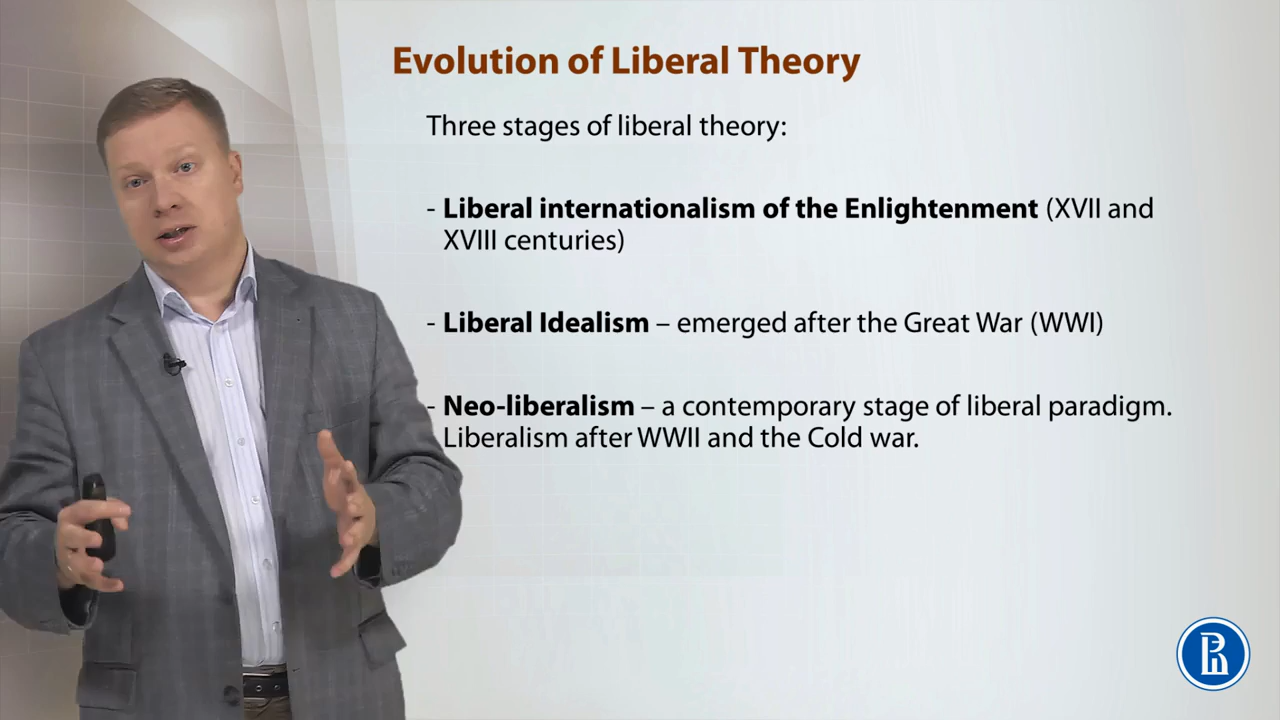 Evolution of Liberal Theory
Three stages of liberal theory:
- Liberal internationalism of the Enlightenment (XVII and
XVIII centuries)
- Liberal Idealism – emerged after the Great War (WWI)
- Neo-liberalism – a contemporary stage of liberal paradigm.
Liberalism after WWII and the Cold war.